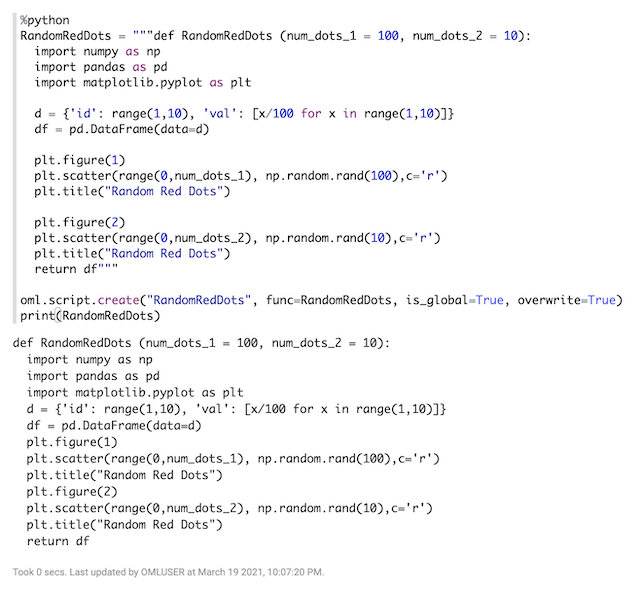 %python
RandomRedDots = """def RandomRedDots (num_dots_1 = 100, num_dots_2 = 10):
  import numpy as np
  import pandas as pd
  import matplotlib.pyplot as plt

  d = {'id': range(1,10), 'val': [x/100 for x in range(1,10)]}
  df = pd.DataFrame(data=d)

  plt.figure(1)
  plt.scatter(range(0,num_dots_1), np.random.rand(100),c='r')
  plt.title("Random Red Dots")

  plt.figure(2)
  plt.scatter(range(0,num_dots_2), np.random.rand(10),c='r')
  plt.title("Random Red Dots")
  return df"""

oml.script.create("RandomRedDots", func=RandomRedDots, is_global=True, overwrite=True)
print(RandomRedDots)
def RandomRedDots (num_dots_1 = 100, num_dots_2 = 10):
  import numpy as np
  import pandas as pd
  import matplotlib.pyplot as plt
  d = {'id': range(1,10), 'val': [x/100 for x in range(1,10)]}
  df = pd.DataFrame(data=d)
  plt.figure(1)
  plt.scatter(range(0,num_dots_1), np.random.rand(100),c='r')
  plt.title("Random Red Dots")
  plt.figure(2)
  plt.scatter(range(0,num_dots_2), np.random.rand(10),c='r')
  plt.title("Random Red Dots")
  return df
Took 0 secs. Last updated by OMLUSER at March 19 2021, 10:07:20 PM.